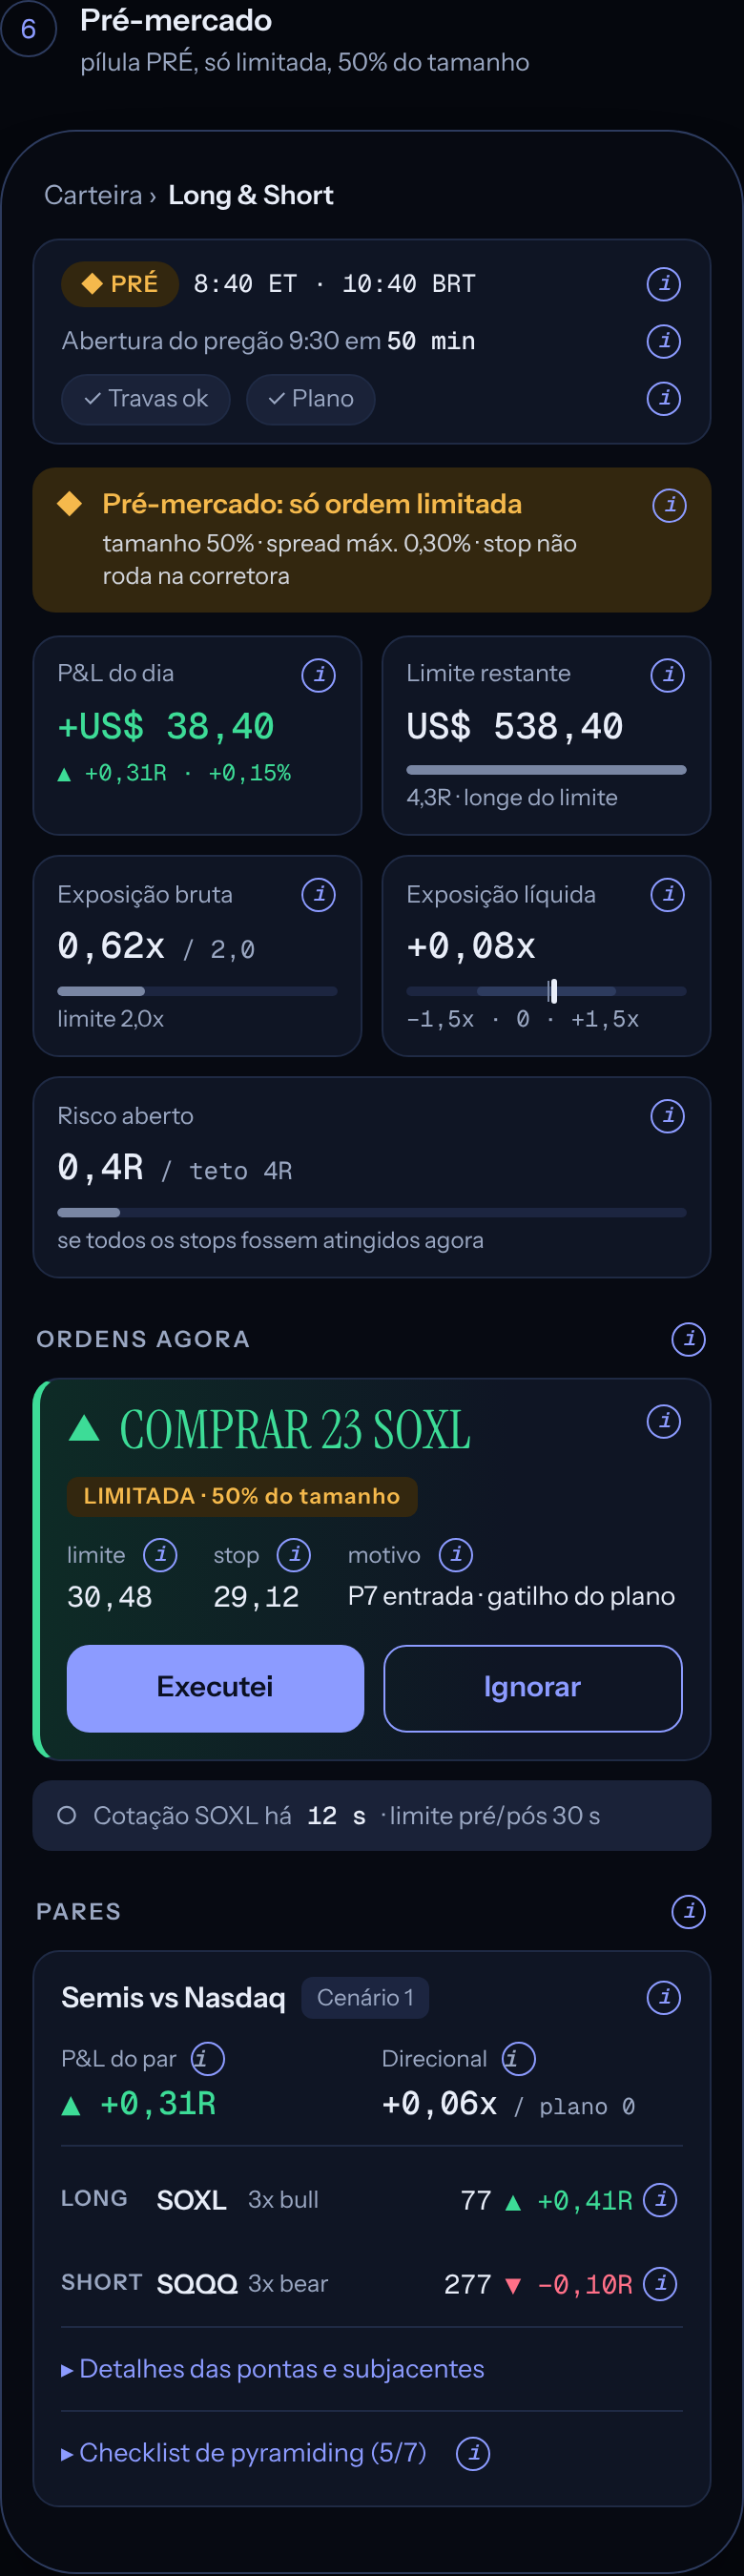 6
Pré-mercado
pílula PRÉ, só limitada, 50% do tamanho
Carteira › Long & Short
◆ PRÉ 8:40 ET · 10:40 BRT i
Abertura do pregão 9:30 em 50 min i
✓ Travas ok ✓ Plano i
◆ Pré-mercado: só ordem limitada i
tamanho 50% · spread máx. 0,30% · stop não
roda na corretora
P&L do dia i
+US$ 38,40
▲ +0,31R · +0,15%
Limite restante i
US$ 538,40
4,3R · longe do limite
Exposição bruta i
0,62x / 2,0
limite 2,0x
Exposição líquida i
+0,08x
−1,5x · 0 · +1,5x
Risco aberto i
0,4R / teto 4R
se todos os stops fossem atingidos agora
ORDENS AGORA i
▲ COMPRAR 23 SOXL i
LIMITADA · 50% do tamanho
limite i stop i motivo i
30,48 29,12 P7 entrada · gatilho do plano
Executei Ignorar
Cotação SOXL há 12 s · limite pré/pós 30 s
PARES i
Semis vs Nasdaq Cenário 1 i
P&L do par i Direcional i
▲ +0,31R +0,06x / plano 0
LONG SOXL 3x bull 77 ▲ +0,41R i
SHORT SQQQ 3x bear 277 ▼ −0,10R i
▸ Detalhes das pontas e subjacentes
▸ Checklist de pyramiding (5/7) i